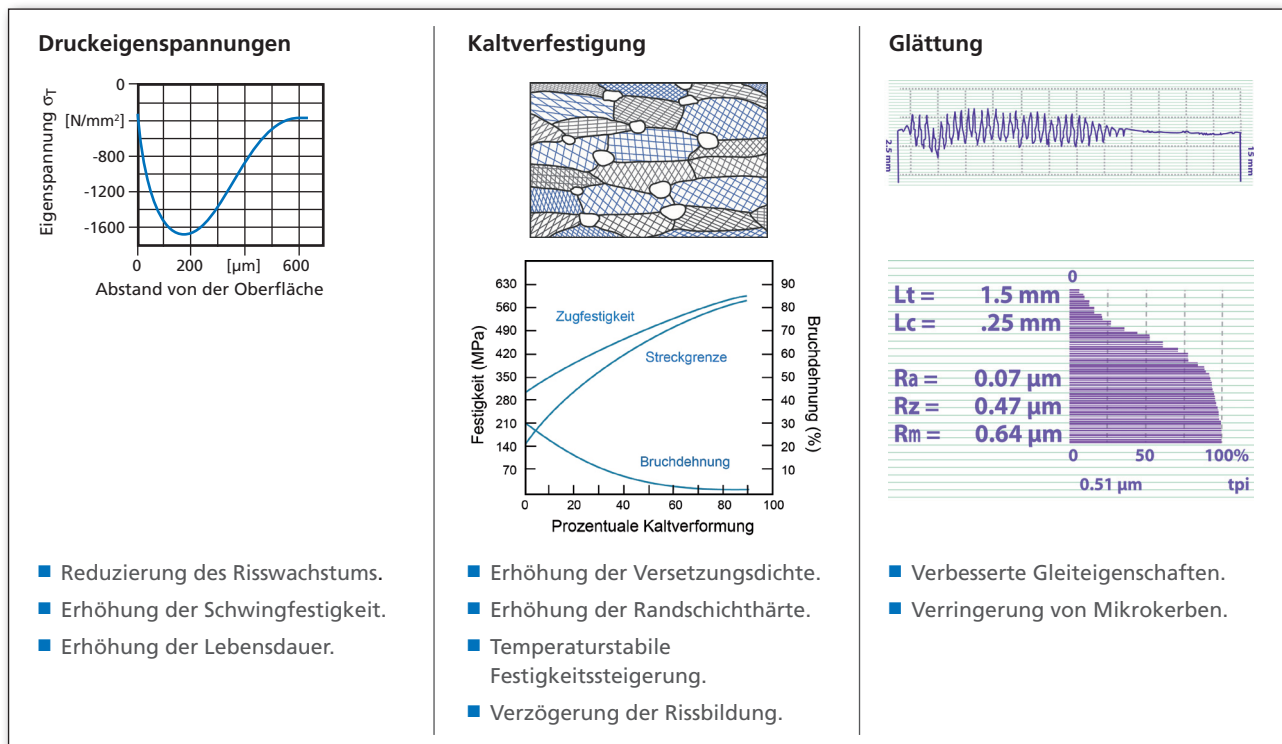 Druckeigenspannungen
0
[N/mm²]
-800
-1200
-1600
Eigenspannung σT
0 200 [µm] 600
Abstand von der Oberfläche
Reduzierung des Risswachstums.
Erhöhung der Schwingfestigkeit.
Erhöhung der Lebensdauer.
Kaltverfestigung
630
560
490
420
350
280
210
140
70
Festigkeit (MPa)
Zugfestigkeit
Streckgrenze
Bruchdehnung
90
80
70
60
50
40
30
20
10
Bruchdehnung (%)
0 20 40 60 80 100
Prozentuale Kaltverformung
Erhöhung der Versetzungsdichte.
Erhöhung der Randschichthärte.
Temperaturstabile
Festigkeitssteigerung.
Verzögerung der Rissbildung.
Glättung
2.5 mm
15 mm
0
Lt = 1.5 mm
Lc = .25 mm
Ra = 0.07 µm
Rz = 0.47 µm
Rm = 0.64 µm
0 50 100%
0.51 µm tpi
Verbesserte Gleiteigenschaften.
Verringerung von Mikrokerben.